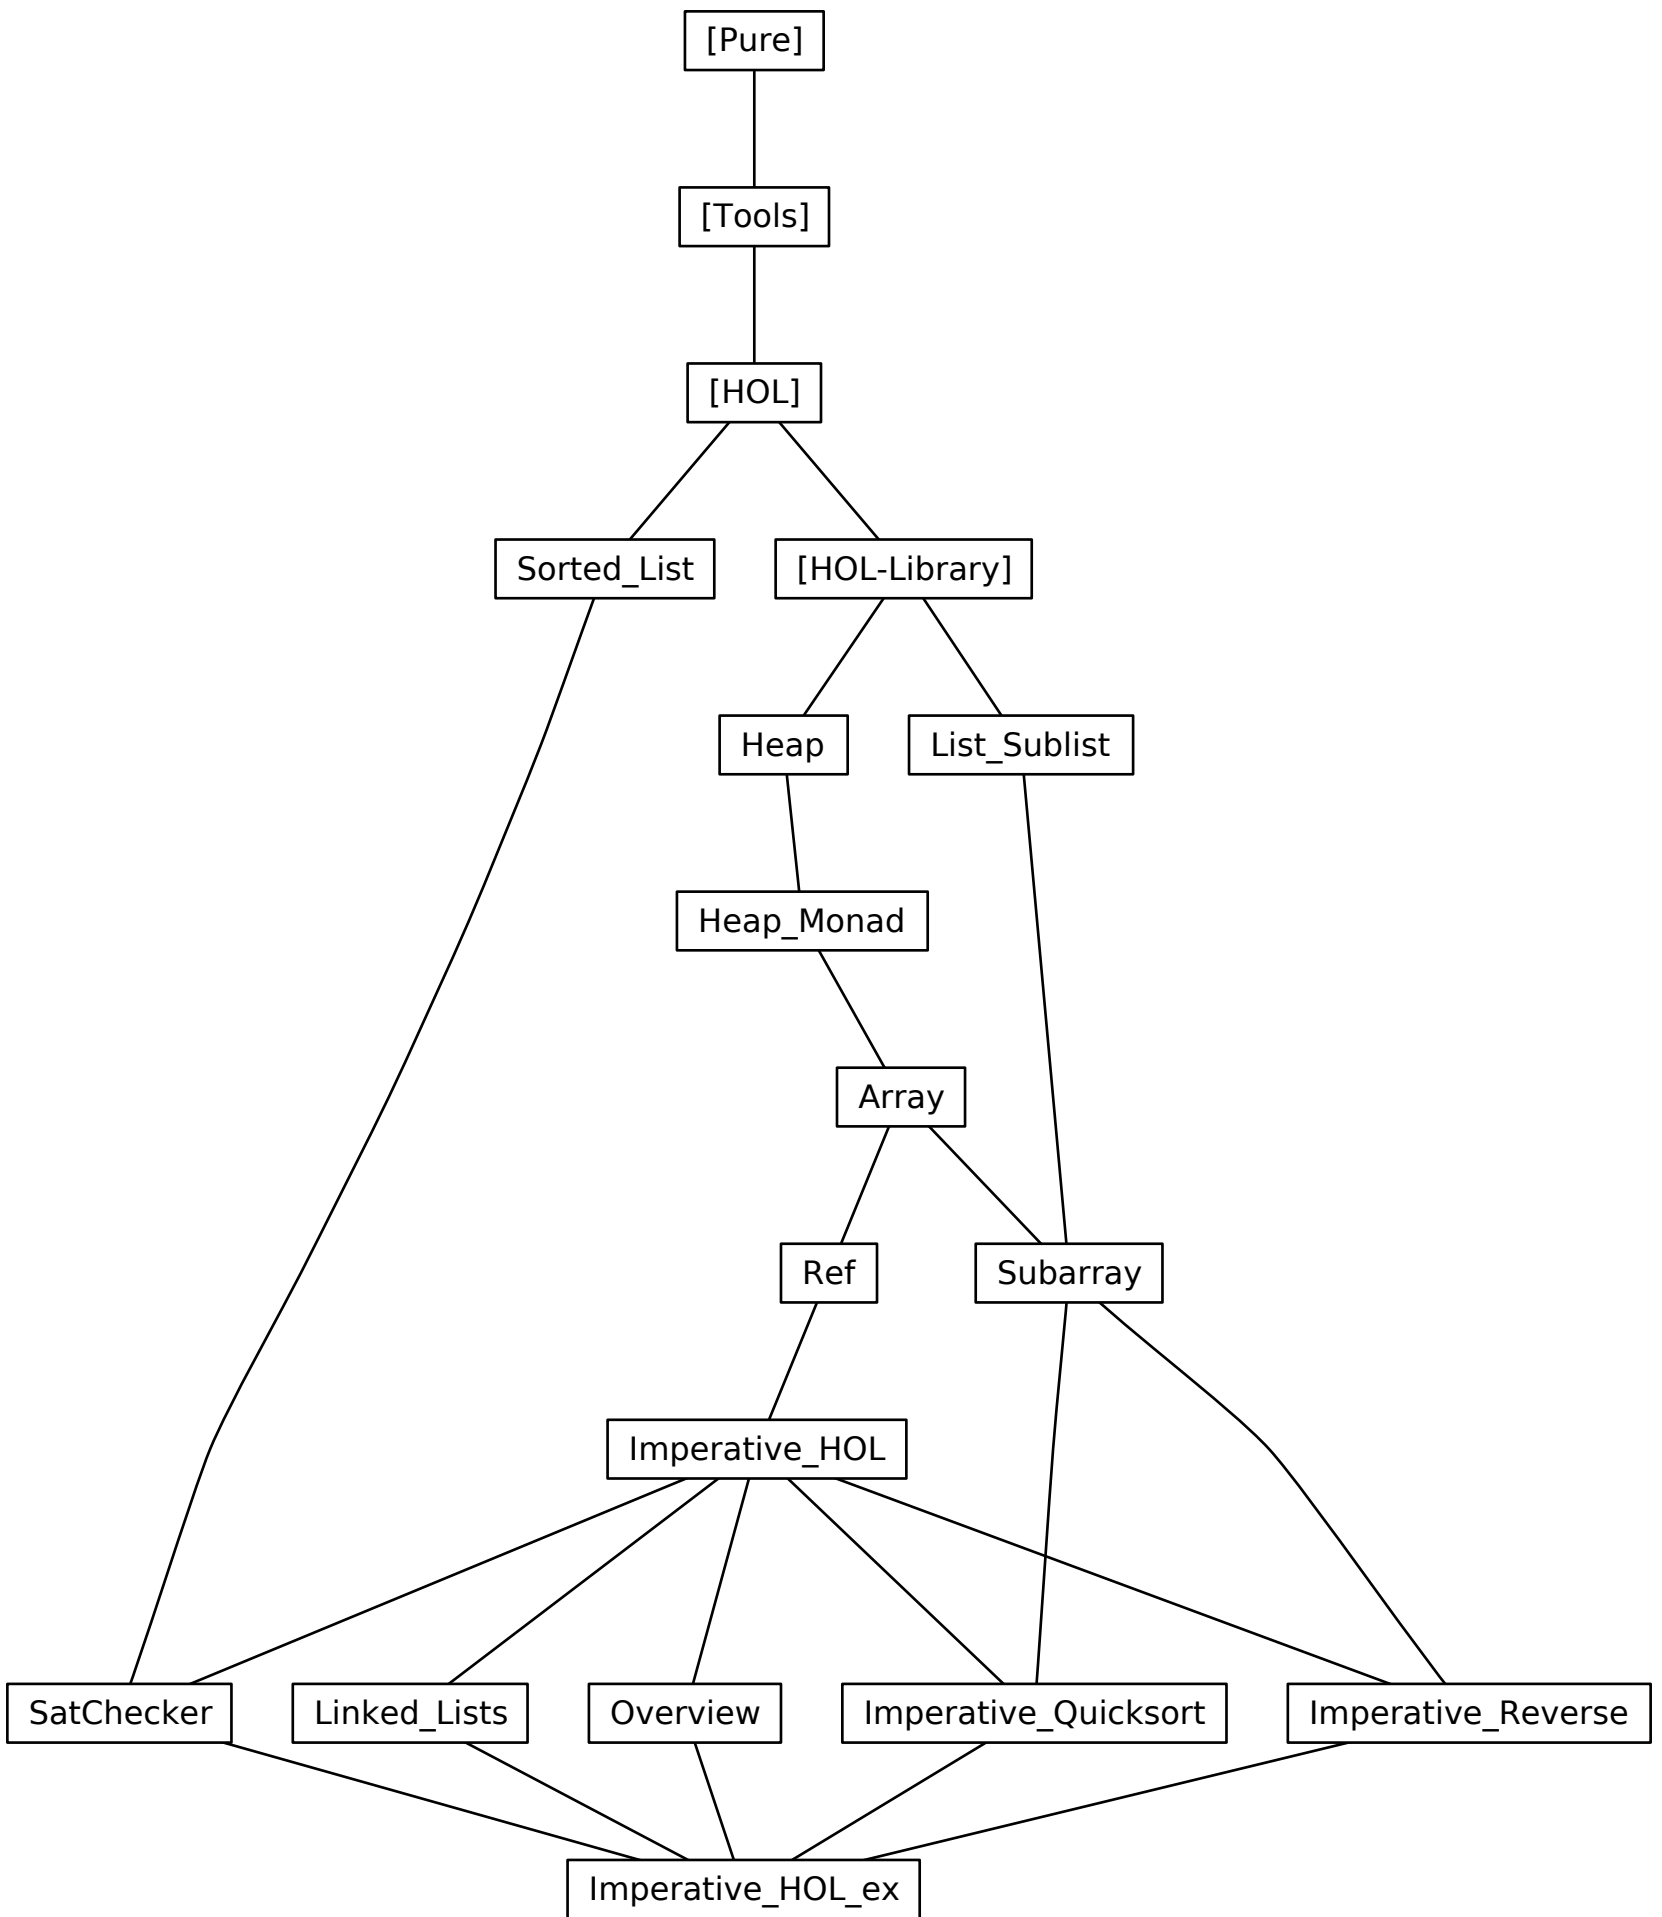 [Pure]
[Tools]
[HOL]
Sorted_List
[HOL-Library]
Heap
List_Sublist
Heap_Monad
Array
Ref
Subarray
Imperative_HOL
SatChecker
Linked_Lists
Overview
Imperative_Quicksort
Imperative_Reverse
Imperative_HOL_ex